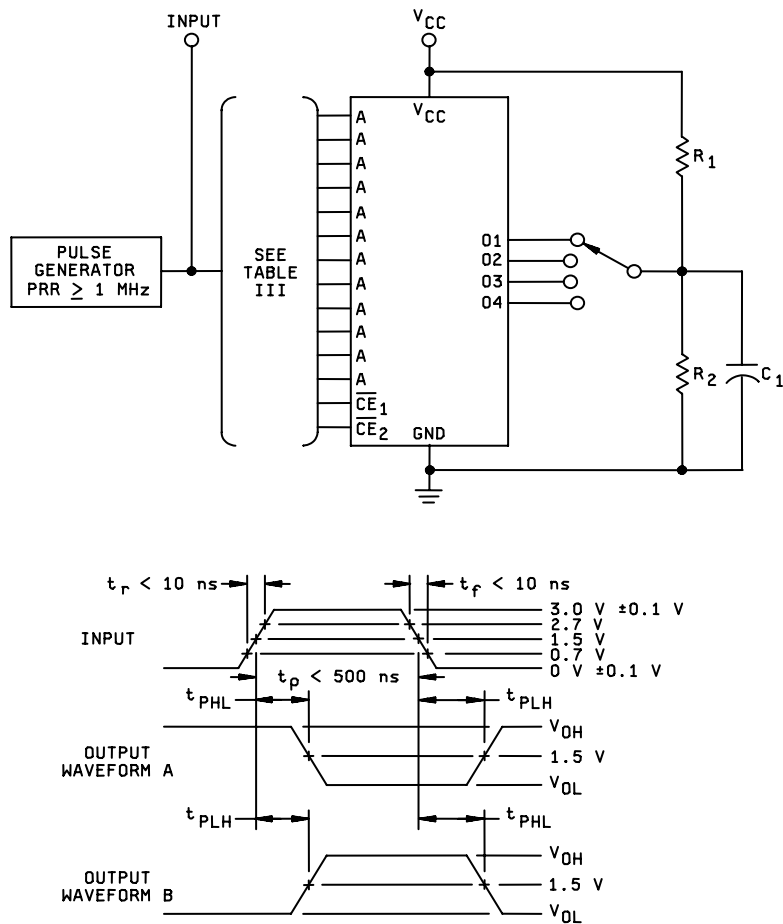 INPUT
V_CC
V_CC
A
A
A
A
A
A
A
A
A
A
A
A
C̅E̅_1
C̅E̅_2
GND
PULSE
GENERATOR
PRR ≥ 1 MHz
SEE
TABLE
III
O1
O2
O3
O4
R_1
R_2
C_1
t_r < 10 ns
t_f < 10 ns
INPUT
3.0 V ±0.1 V
2.7 V
1.5 V
0.7 V
0 V ±0.1 V
t_p < 500 ns
t_PHL
t_PLH
OUTPUT
WAVEFORM A
V_OH
1.5 V
V_OL
t_PLH
t_PHL
OUTPUT
WAVEFORM B
V_OH
1.5 V
V_OL